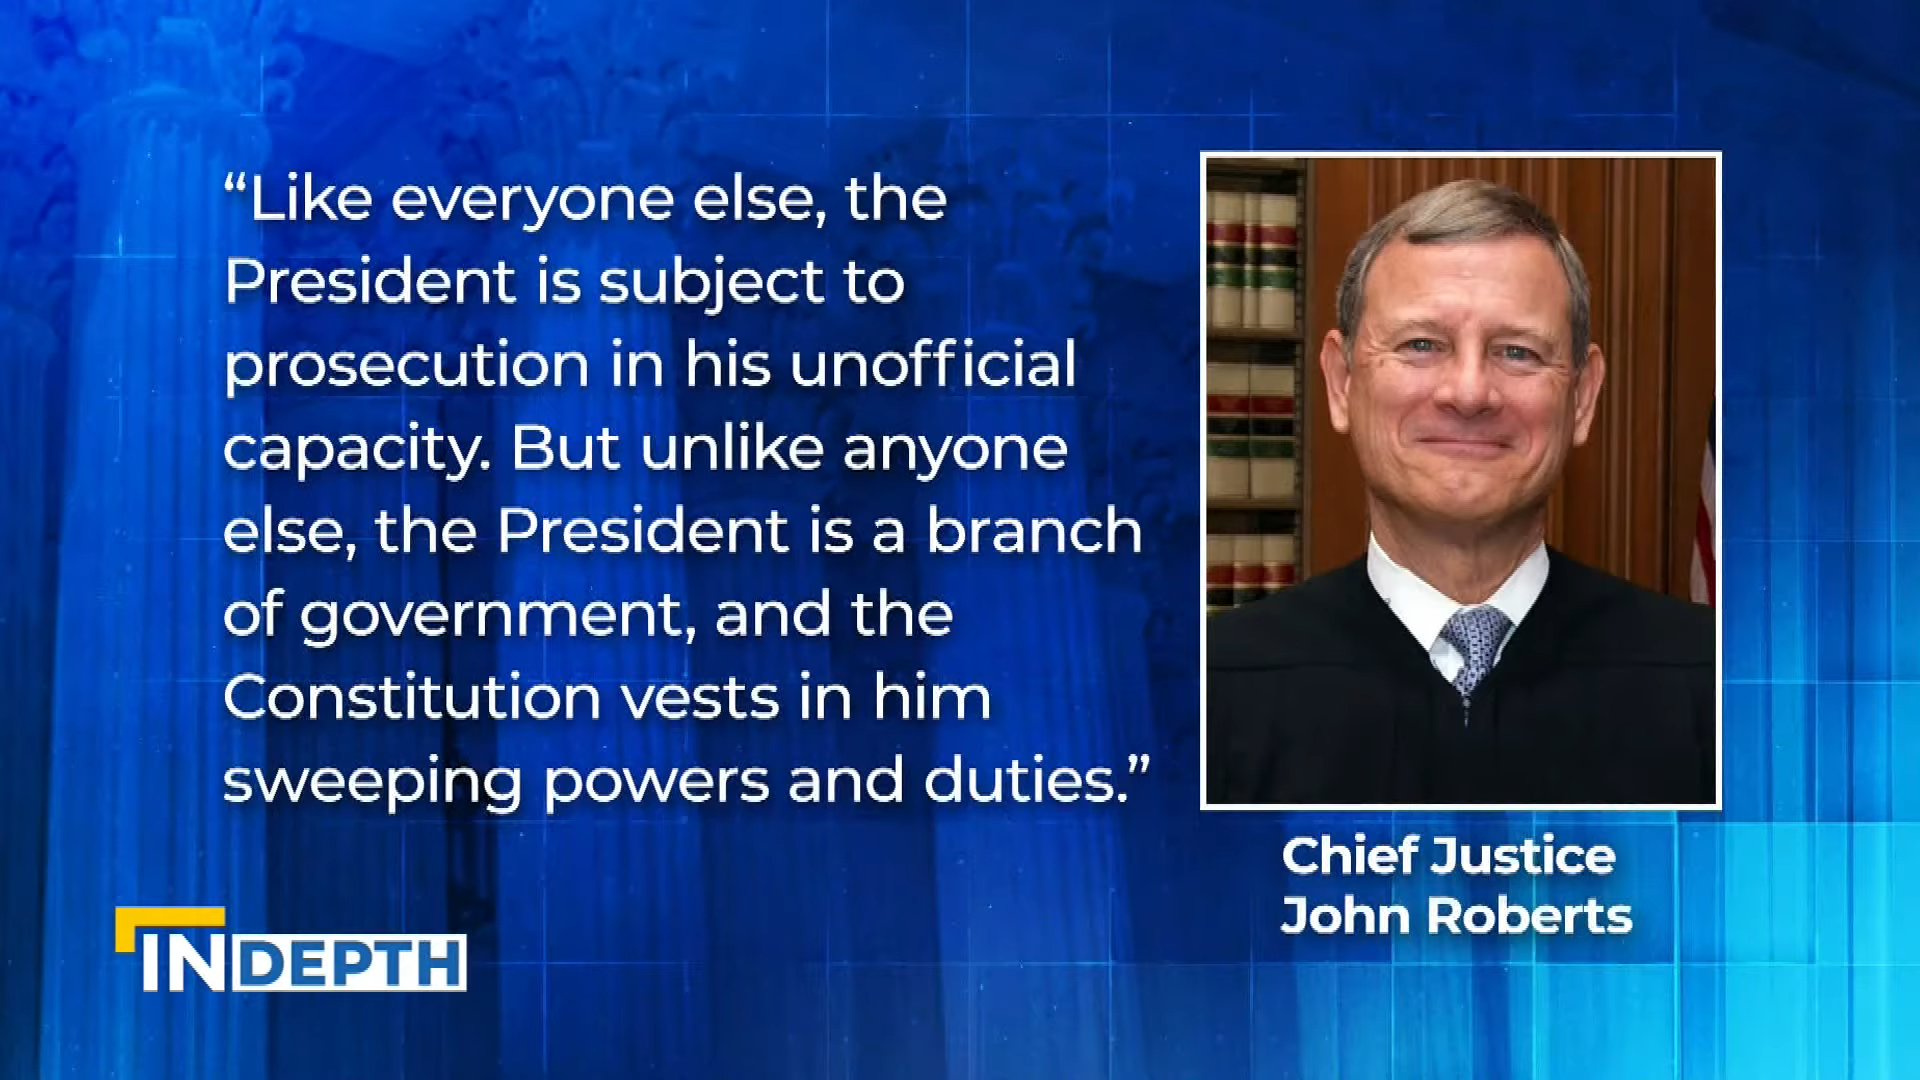 “Like everyone else, the
President is subject to
prosecution in his unofficial
capacity. But unlike anyone
else, the President is a branch
of government, and the
Constitution vests in him
sweeping powers and duties.”
Chief Justice
John Roberts
INDEPTH